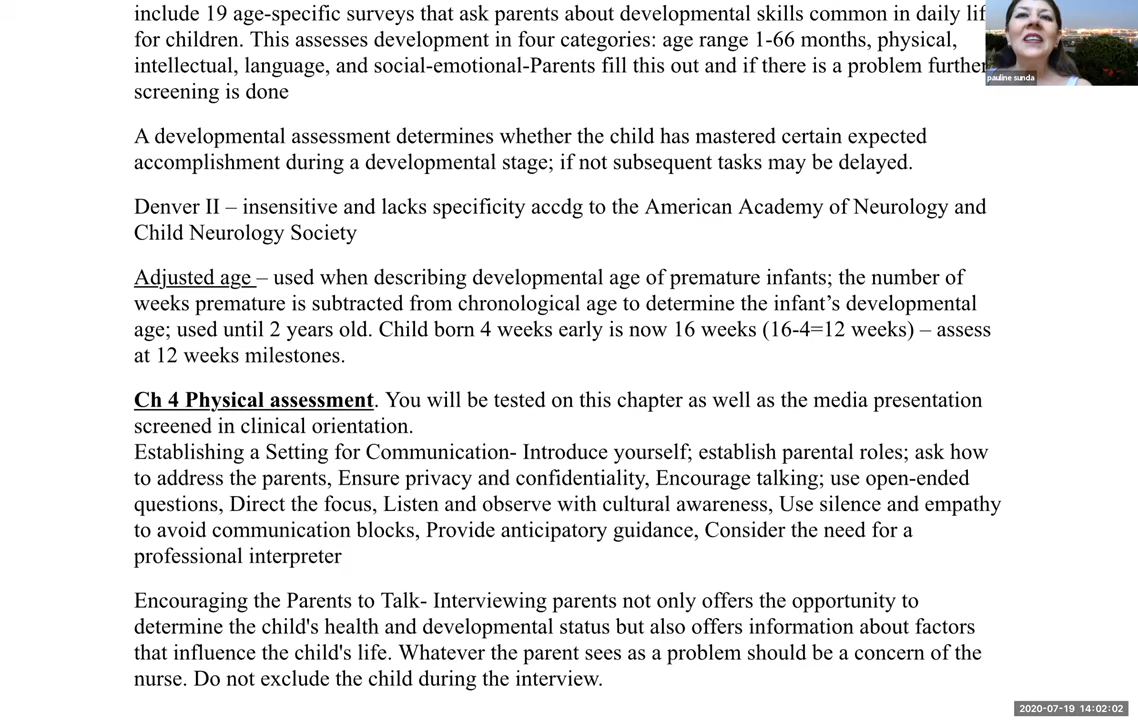 include 19 age-specific surveys that ask parents about developmental skills common in daily lif
for children. This assesses development in four categories: age range 1-66 months, physical,
intellectual, language, and social-emotional-Parents fill this out and if there is a problem further
screening is done
pauline sunda
A developmental assessment determines whether the child has mastered certain expected
accomplishment during a developmental stage; if not subsequent tasks may be delayed.
Denver II – insensitive and lacks specificity accdg to the American Academy of Neurology and
Child Neurology Society
Adjusted age – used when describing developmental age of premature infants; the number of
weeks premature is subtracted from chronological age to determine the infant’s developmental
age; used until 2 years old. Child born 4 weeks early is now 16 weeks (16-4=12 weeks) – assess
at 12 weeks milestones.
Ch 4 Physical assessment. You will be tested on this chapter as well as the media presentation
screened in clinical orientation.
Establishing a Setting for Communication- Introduce yourself; establish parental roles; ask how
to address the parents, Ensure privacy and confidentiality, Encourage talking; use open-ended
questions, Direct the focus, Listen and observe with cultural awareness, Use silence and empathy
to avoid communication blocks, Provide anticipatory guidance, Consider the need for a
professional interpreter
Encouraging the Parents to Talk- Interviewing parents not only offers the opportunity to
determine the child's health and developmental status but also offers information about factors
that influence the child's life. Whatever the parent sees as a problem should be a concern of the
nurse. Do not exclude the child during the interview.
2020-07-19 14:02:02